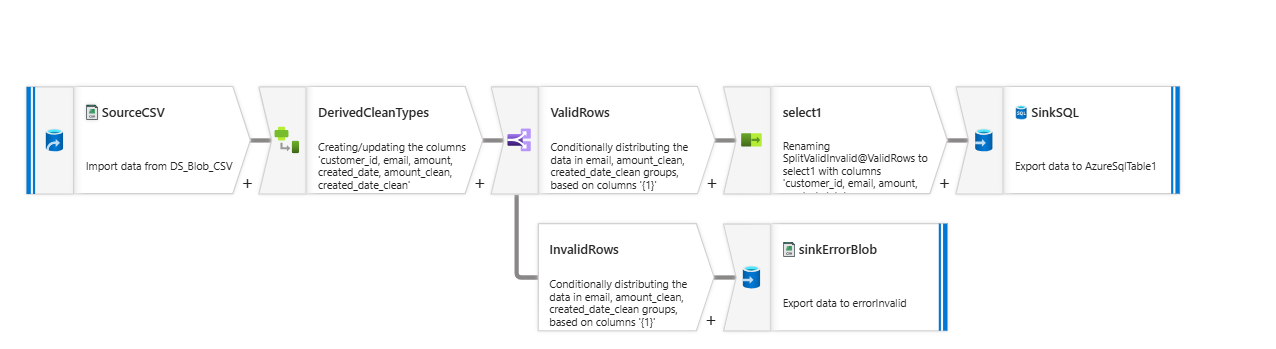 SourceCSV
Import data from DS_Blob_CSV
+
DerivedCleanTypes
Creating/updating the columns
'customer_id, email, amount,
created_date, amount_clean,
created_date_clean'
+
ValidRows
Conditionally distributing the
data in email, amount_clean,
created_date_clean groups,
based on columns '{1}'
+
select1
Renaming
SplitValidInvalid@ValidRows to
select1 with columns
'customer_id, email, amount,
+
SQL
SinkSQL
Export data to AzureSqlTable1
InvalidRows
Conditionally distributing the
data in email, amount_clean,
created_date_clean groups,
based on columns '{1}'
+
sinkErrorBlob
Export data to errorInvalid